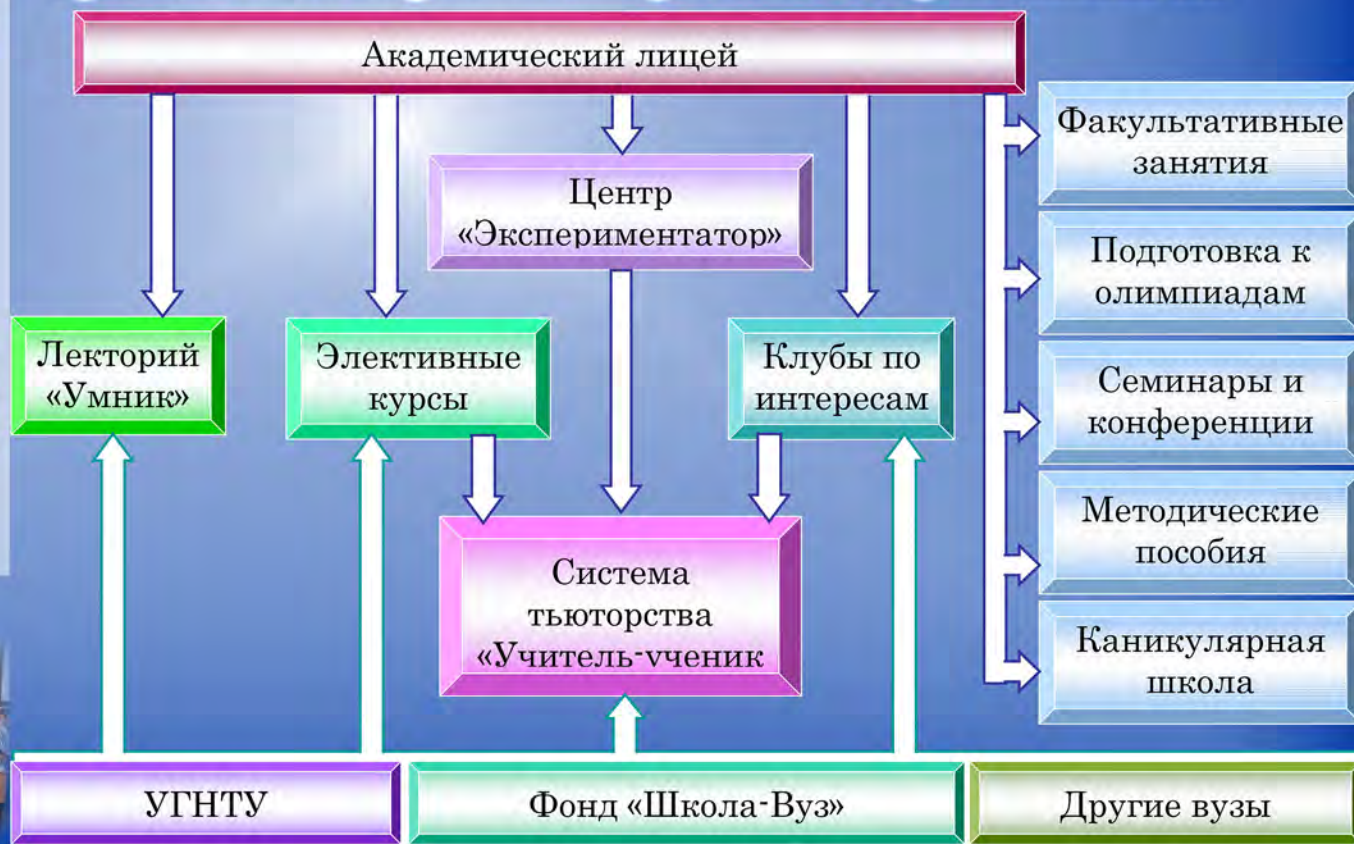 Академический лицей
Центр
«Экспериментатор»
Факультативные
занятия
Подготовка к
олимпиадам
Лекторий
«Умник»
Элективные
курсы
Клубы по
интересам
Семинары и
конференции
Методические
пособия
Система
тьюторства
«Учитель-ученик
Каникулярная
школа
УГНТУ
Фонд «Школа-Вуз»
Другие вузы